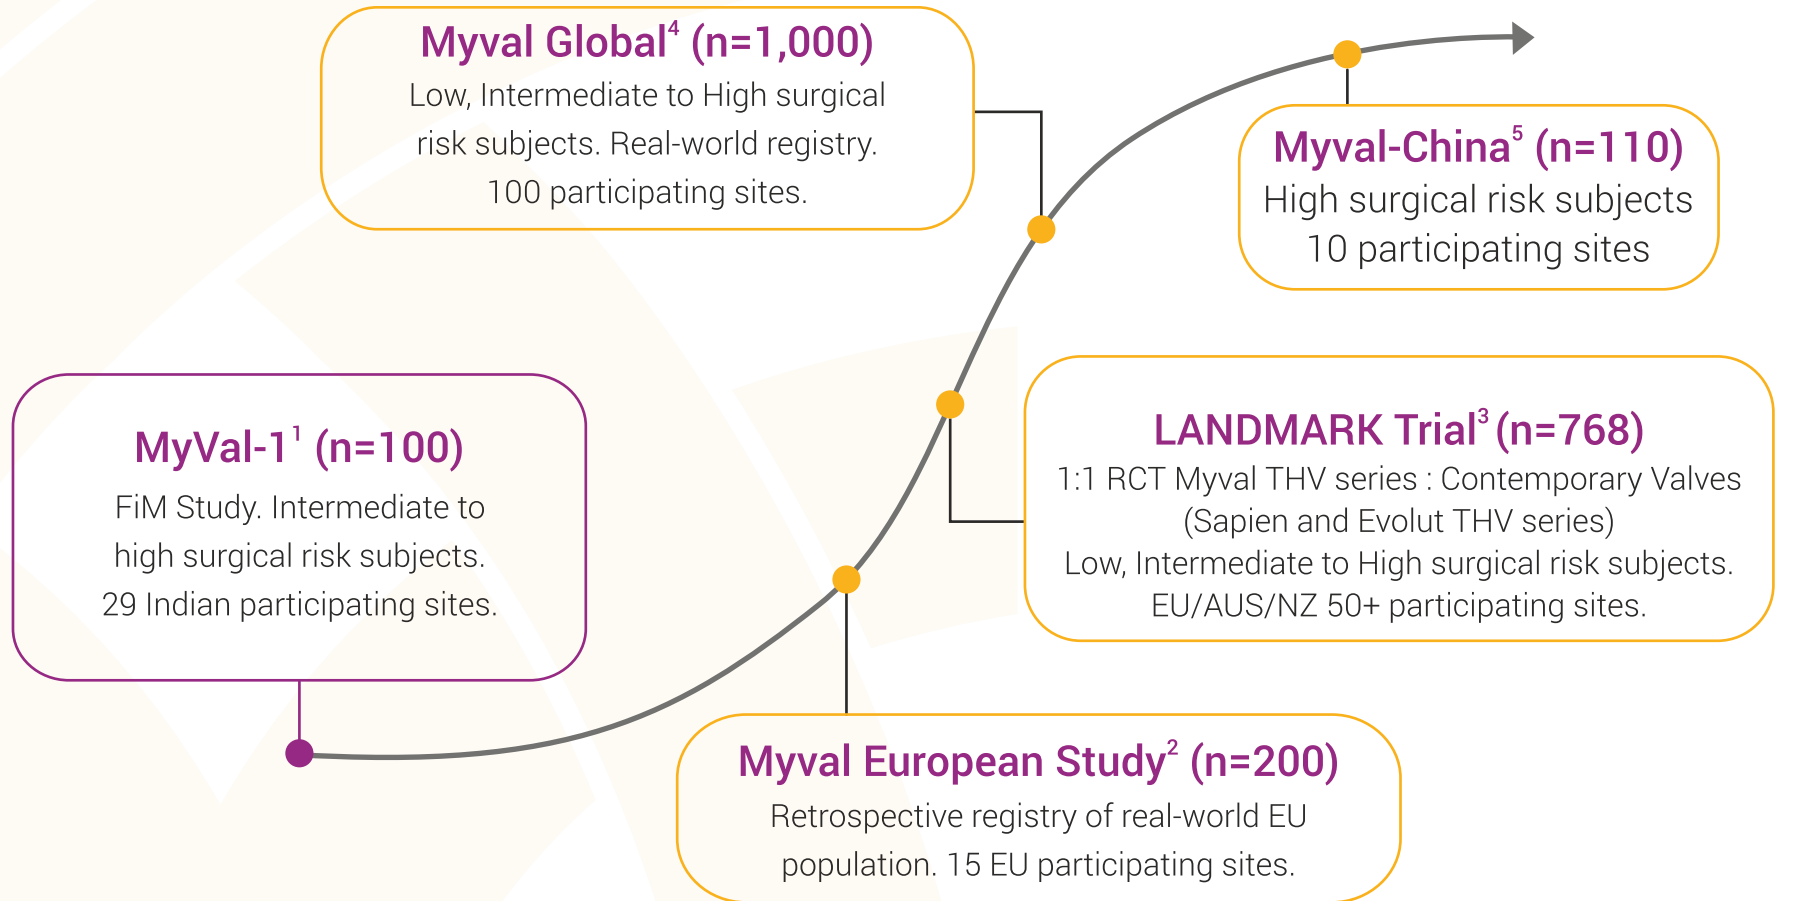 Myval Global⁴ (n=1,000)
Low, Intermediate to High surgical
risk subjects. Real-world registry.
100 participating sites.
Myval-China⁵ (n=110)
High surgical risk subjects
10 participating sites
MyVal-1¹ (n=100)
FiM Study. Intermediate to
high surgical risk subjects.
29 Indian participating sites.
LANDMARK Trial³ (n=768)
1:1 RCT Myval THV series : Contemporary Valves
(Sapien and Evolut THV series)
Low, Intermediate to High surgical risk subjects.
EU/AUS/NZ 50+ participating sites.
Myval European Study² (n=200)
Retrospective registry of real-world EU
population. 15 EU participating sites.